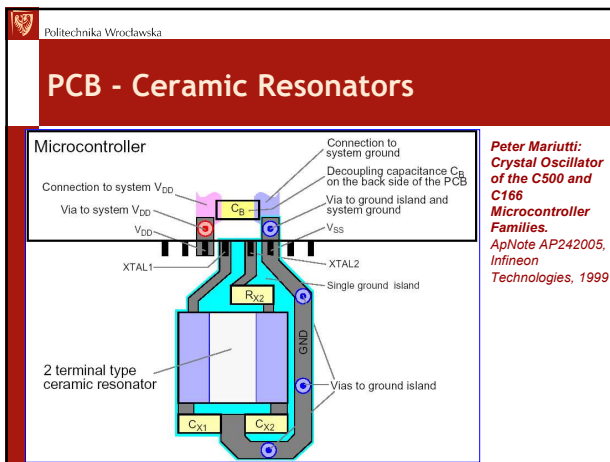 Politechnika Wrocławska
PCB - Ceramic Resonators
Microcontroller
Connection to
system ground
Decoupling capacitance CB
on the back side of the PCB
Connection to system VDD
CB
Via to system VDD
Via to ground island and
system ground
VDD
VSS
XTAL1
XTAL2
Single ground island
RX2
GND
2 terminal type
ceramic resonator
Vias to ground island
CX1
CX2
Peter Mariutti:
Crystal Oscillator
of the C500 and
C166
Microcontroller
Families.
ApNote AP242005,
Infineon
Technologies, 1999